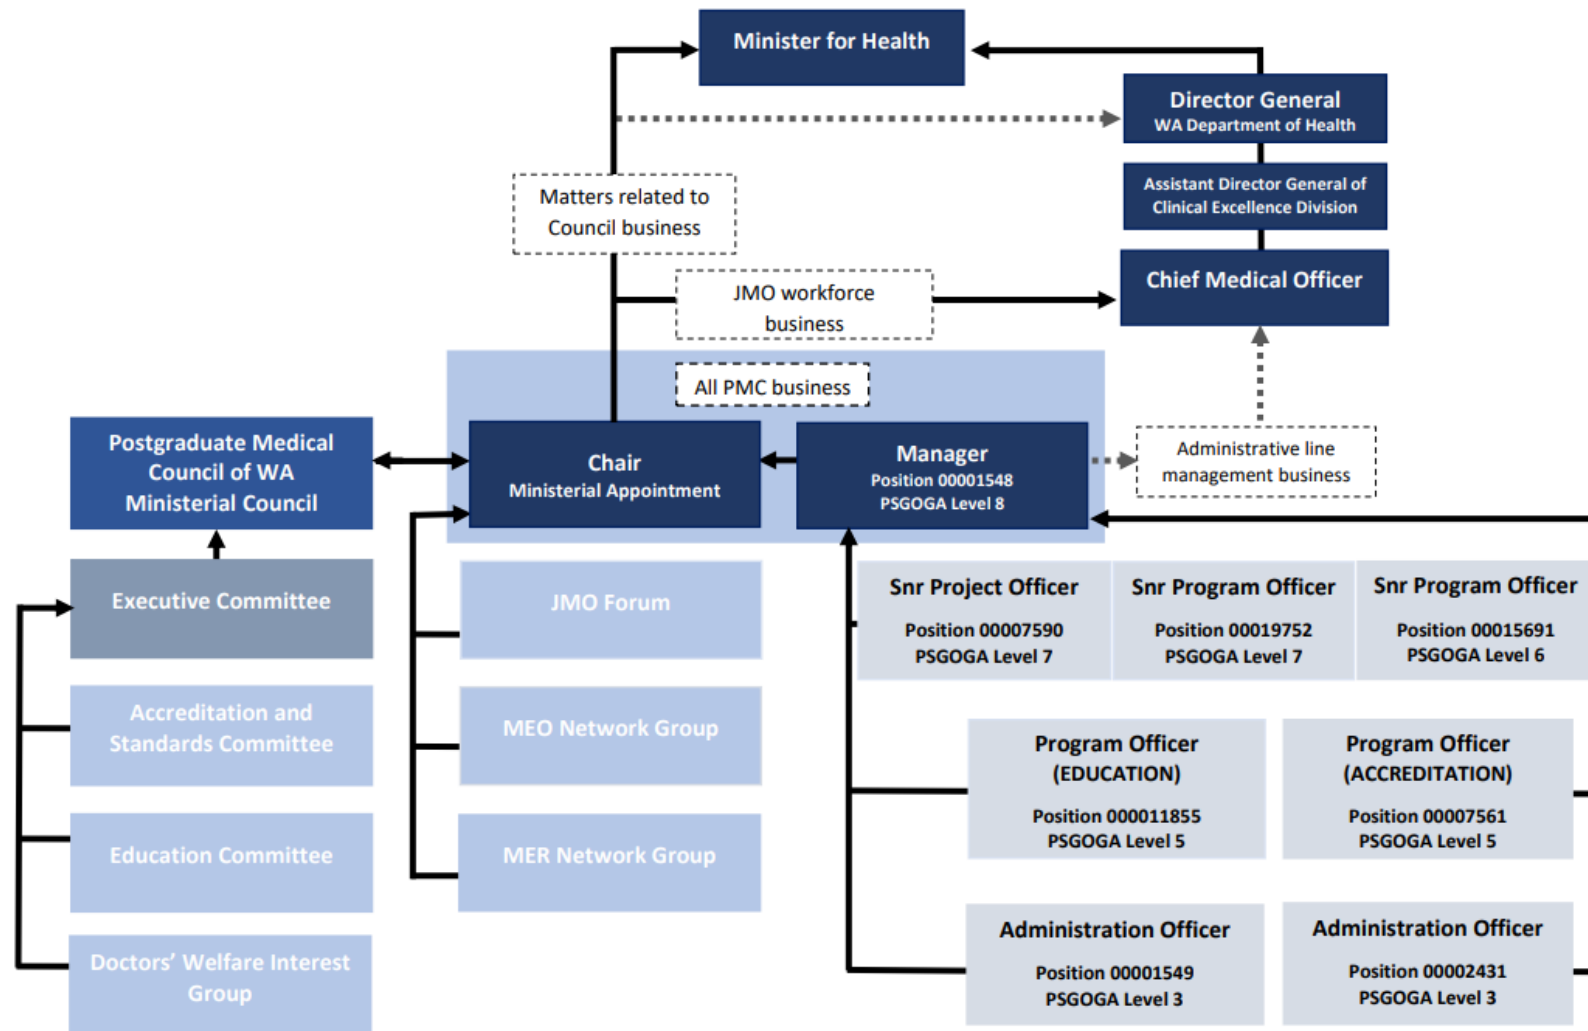 Minister for Health
Director General
WA Department of Health
Assistant Director General of
Clinical Excellence Division
Matters related to
Council business
Chief Medical Officer
JMO workforce
business
All PMC business
Postgraduate Medical
Council of WA
Ministerial Council
Chair
Ministerial Appointment
Manager
Position 00001548
PSGOGA Level 8
Administrative line
management business
Executive Committee
JMO Forum
Snr Project Officer
Position 00007590
PSGOGA Level 7
Snr Program Officer
Position 00019752
PSGOGA Level 7
Snr Program Officer
Position 00015691
PSGOGA Level 6
Accreditation and
Standards Committee
MEO Network Group
Program Officer
(EDUCATION)
Position 000011855
PSGOGA Level 5
Program Officer
(ACCREDITATION)
Position 00007561
PSGOGA Level 5
Education Committee
MER Network Group
Doctors’ Welfare Interest
Group
Administration Officer
Position 00001549
PSGOGA Level 3
Administration Officer
Position 00002431
PSGOGA Level 3